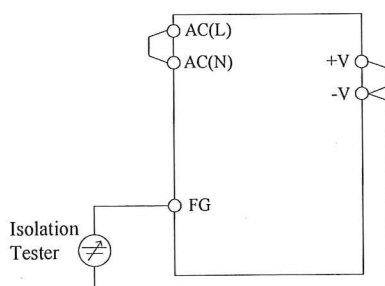 AC(L)
AC(N)
+V
-V
FG
Isolation
Tester